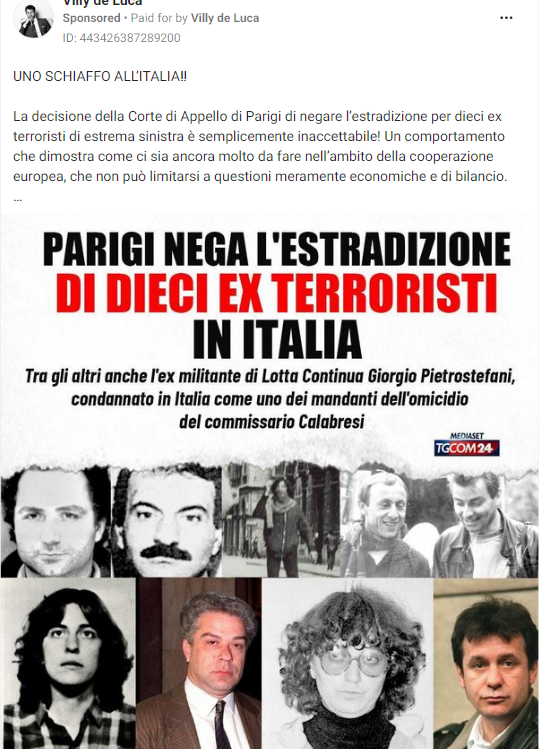 Villy de Luca
Sponsored • Paid for by Villy de Luca
ID: 443426387289200
UNO SCHIAFFO ALL'ITALIA!!
La decisione della Corte di Appello di Parigi di negare l'estradizione per dieci ex
terroristi di estrema sinistra è semplicemente inaccettabile! Un comportamento
che dimostra come ci sia ancora molto da fare nell'ambito della cooperazione
europea, che non può limitarsi a questioni meramente economiche e di bilancio.
...
PARIGI NEGA L'ESTRADIZIONE
DI DIECI EX TERRORISTI
IN ITALIA
Tra gli altri anche l'ex militante di Lotta Continua Giorgio Pietrostefani,
condannato in Italia come uno dei mandanti dell'omicidio
del commissario Calabresi
MEDIASET
TGCOM24